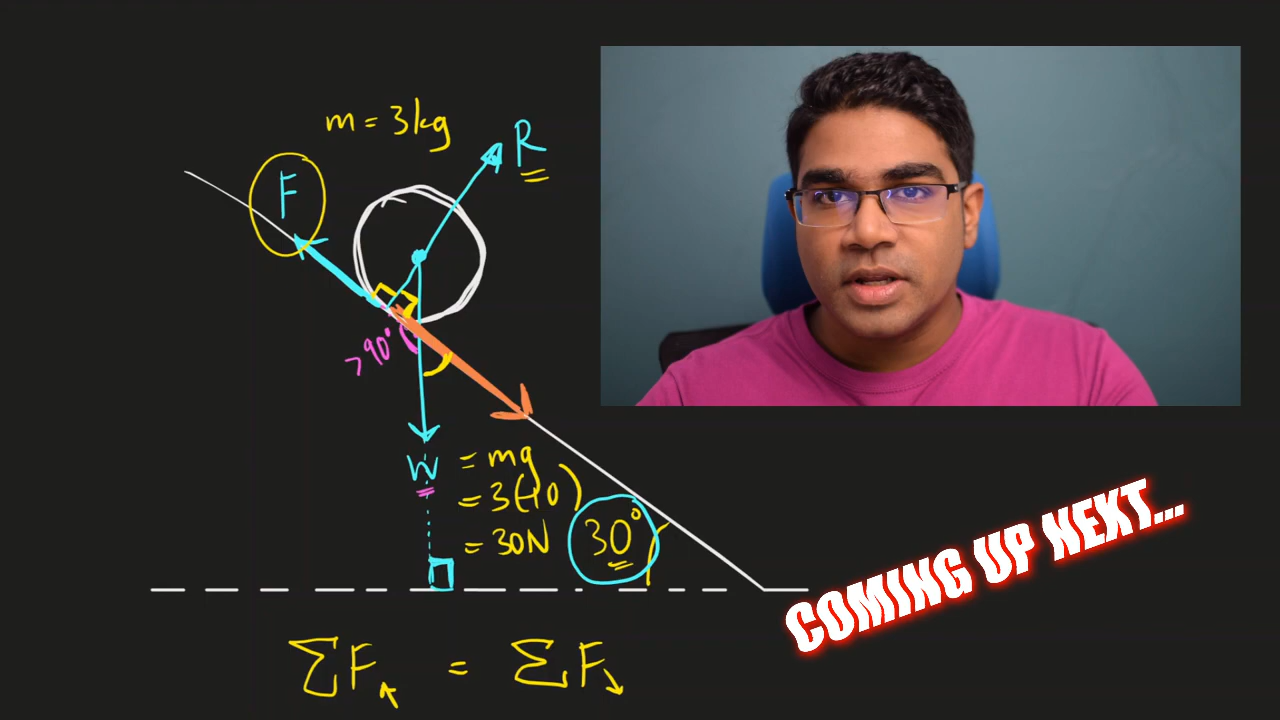 m = 3kg
R
F
>90°
W = mg
= 3(10)
= 30N
30°
COMING UP NEXT...
ΣF↖ = ΣF↘